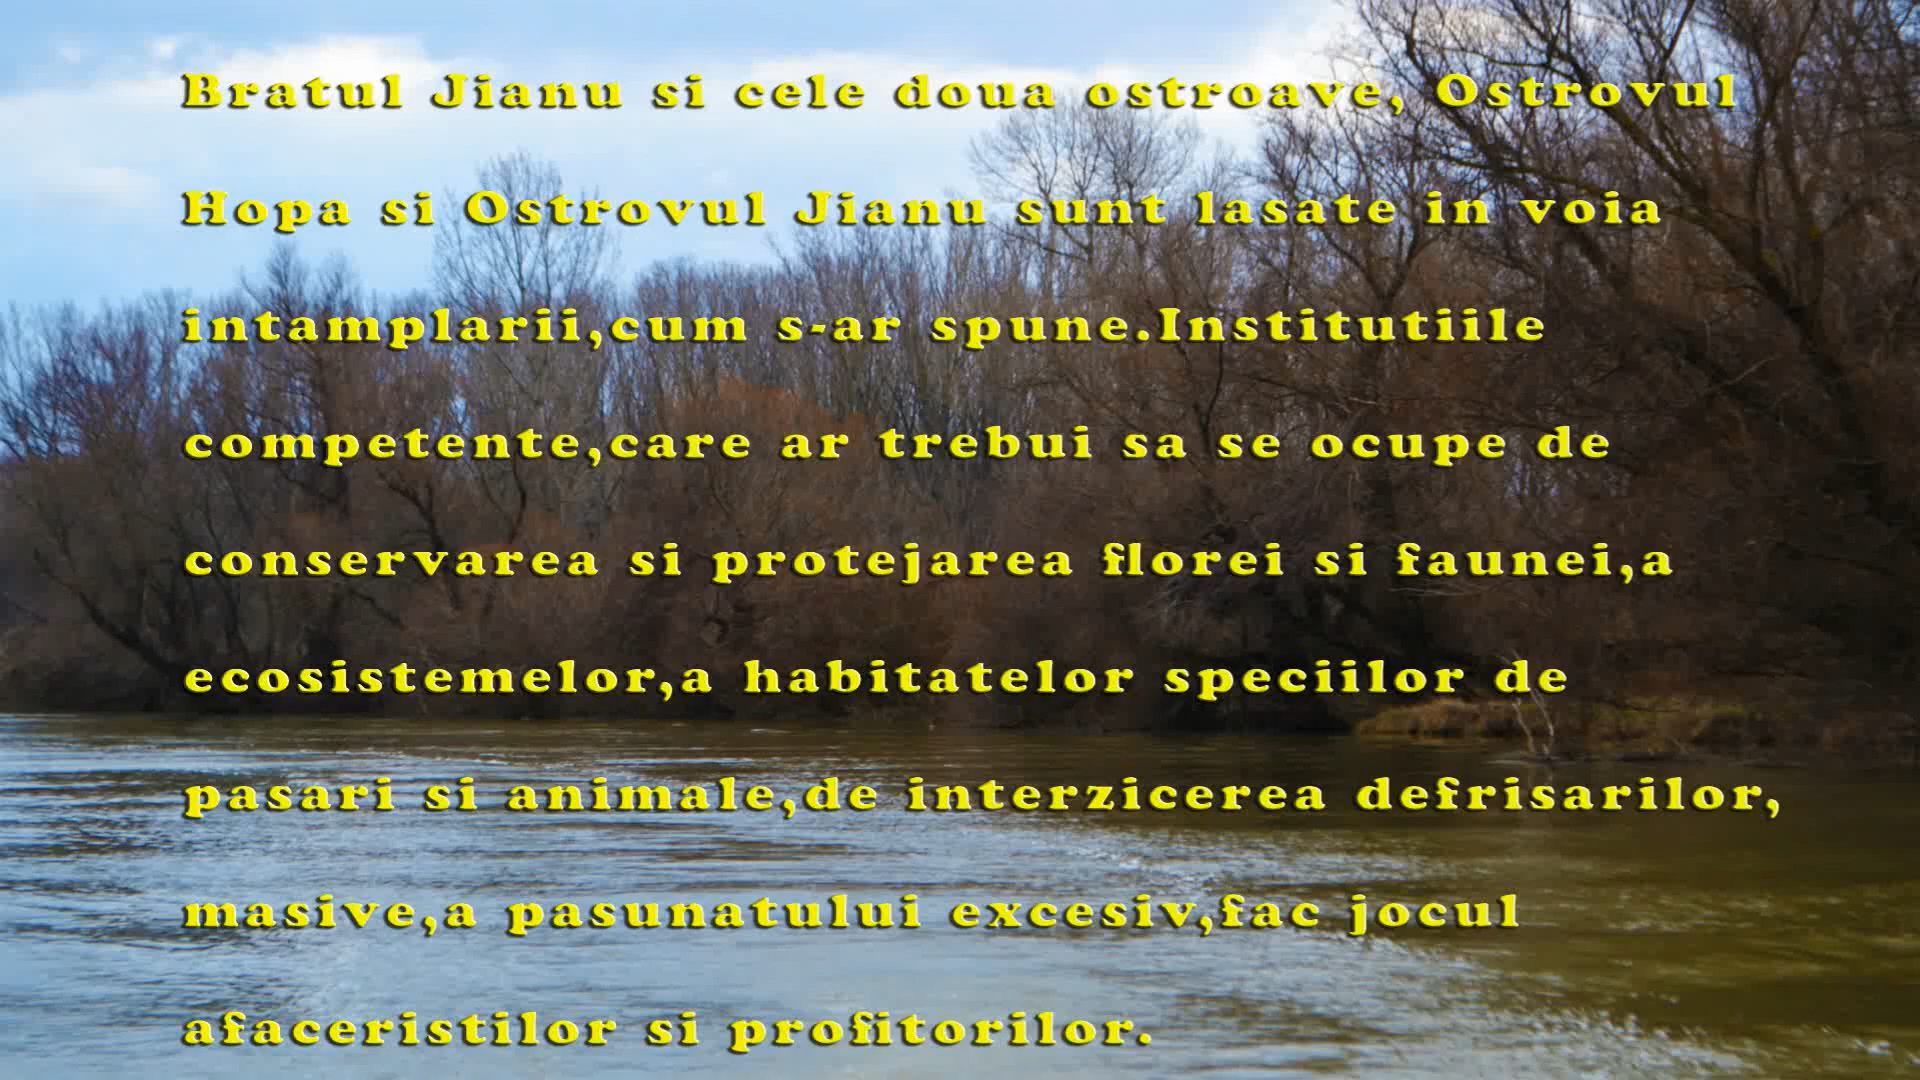 Bratul Jianu si cele doua ostroave, Ostrovul
Hopa si Ostrovul Jianu sunt lasate in voia
intamplarii,cum s-ar spune.Institutiile
competente,care ar trebui sa se ocupe de
conservarea si protejarea florei si faunei,a
ecosistemelor,a habitatelor speciilor de
pasari si animale,de interzicerea defrisarilor,
masive,a pasunatului excesiv,fac jocul
afaceristilor si profitorilor.